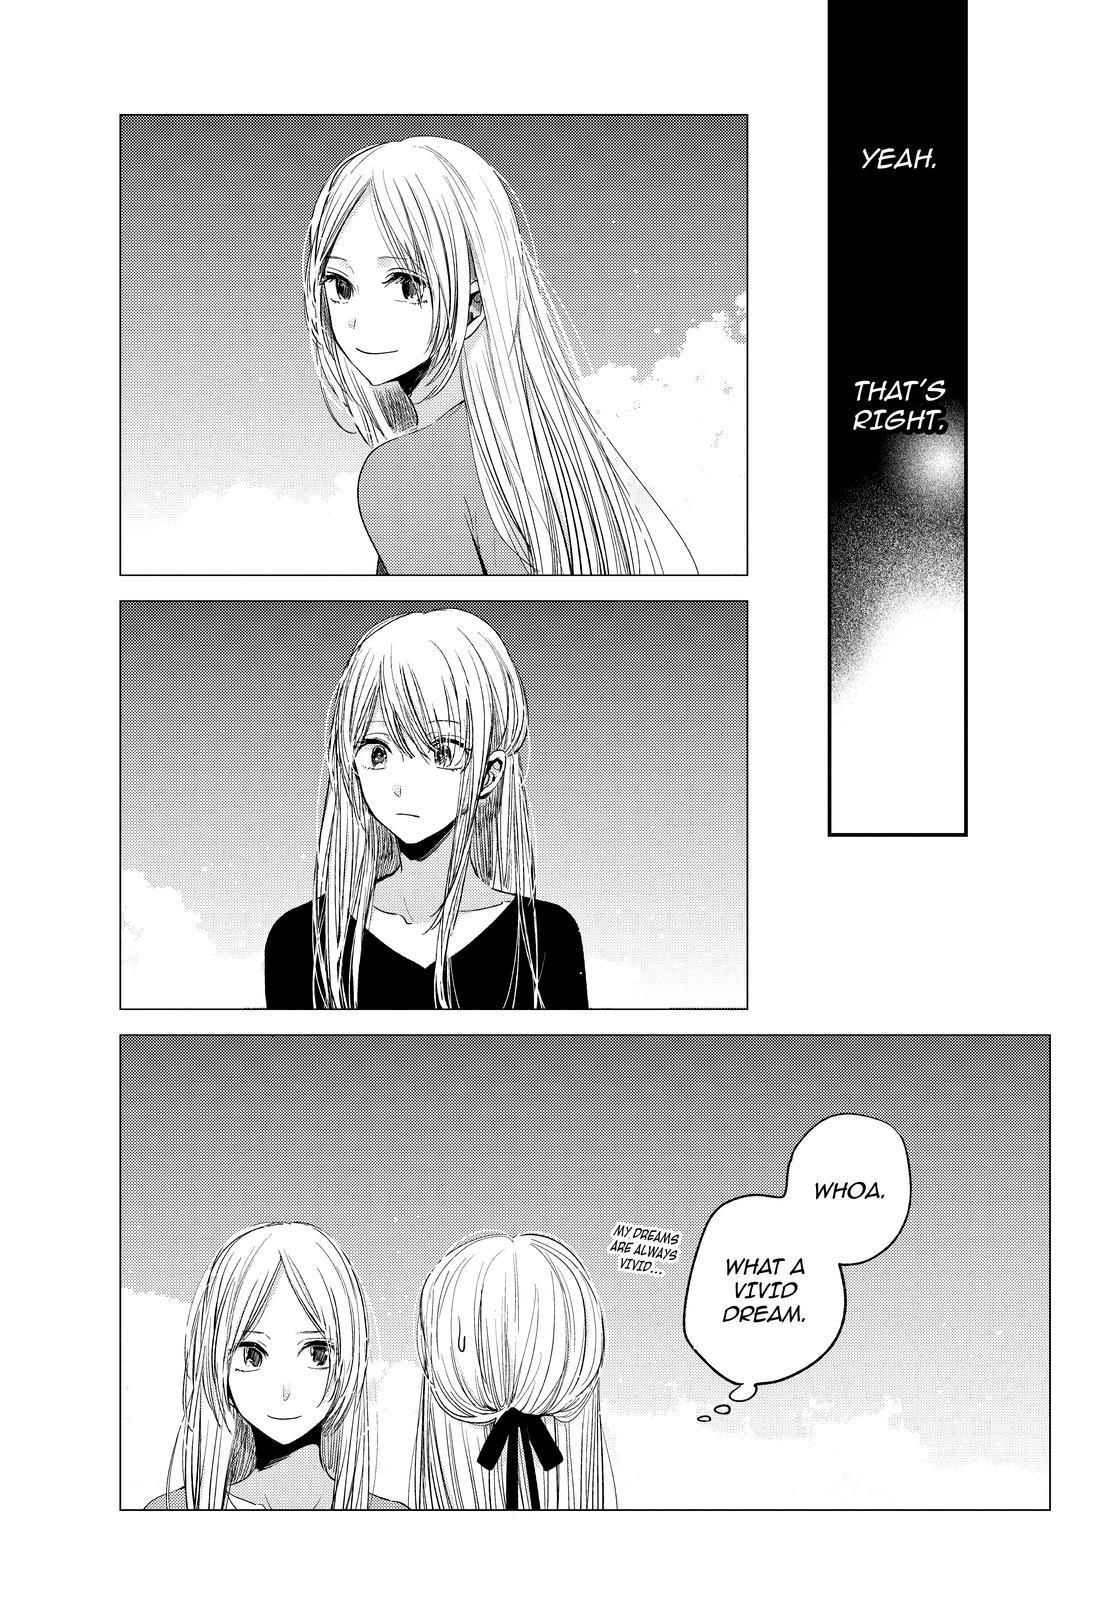 YEAH.
THAT'S
RIGHT.
WHOA.
WHAT A
VIVID
DREAM.
MY DREAMS
ARE ALWAYS
VIVID...